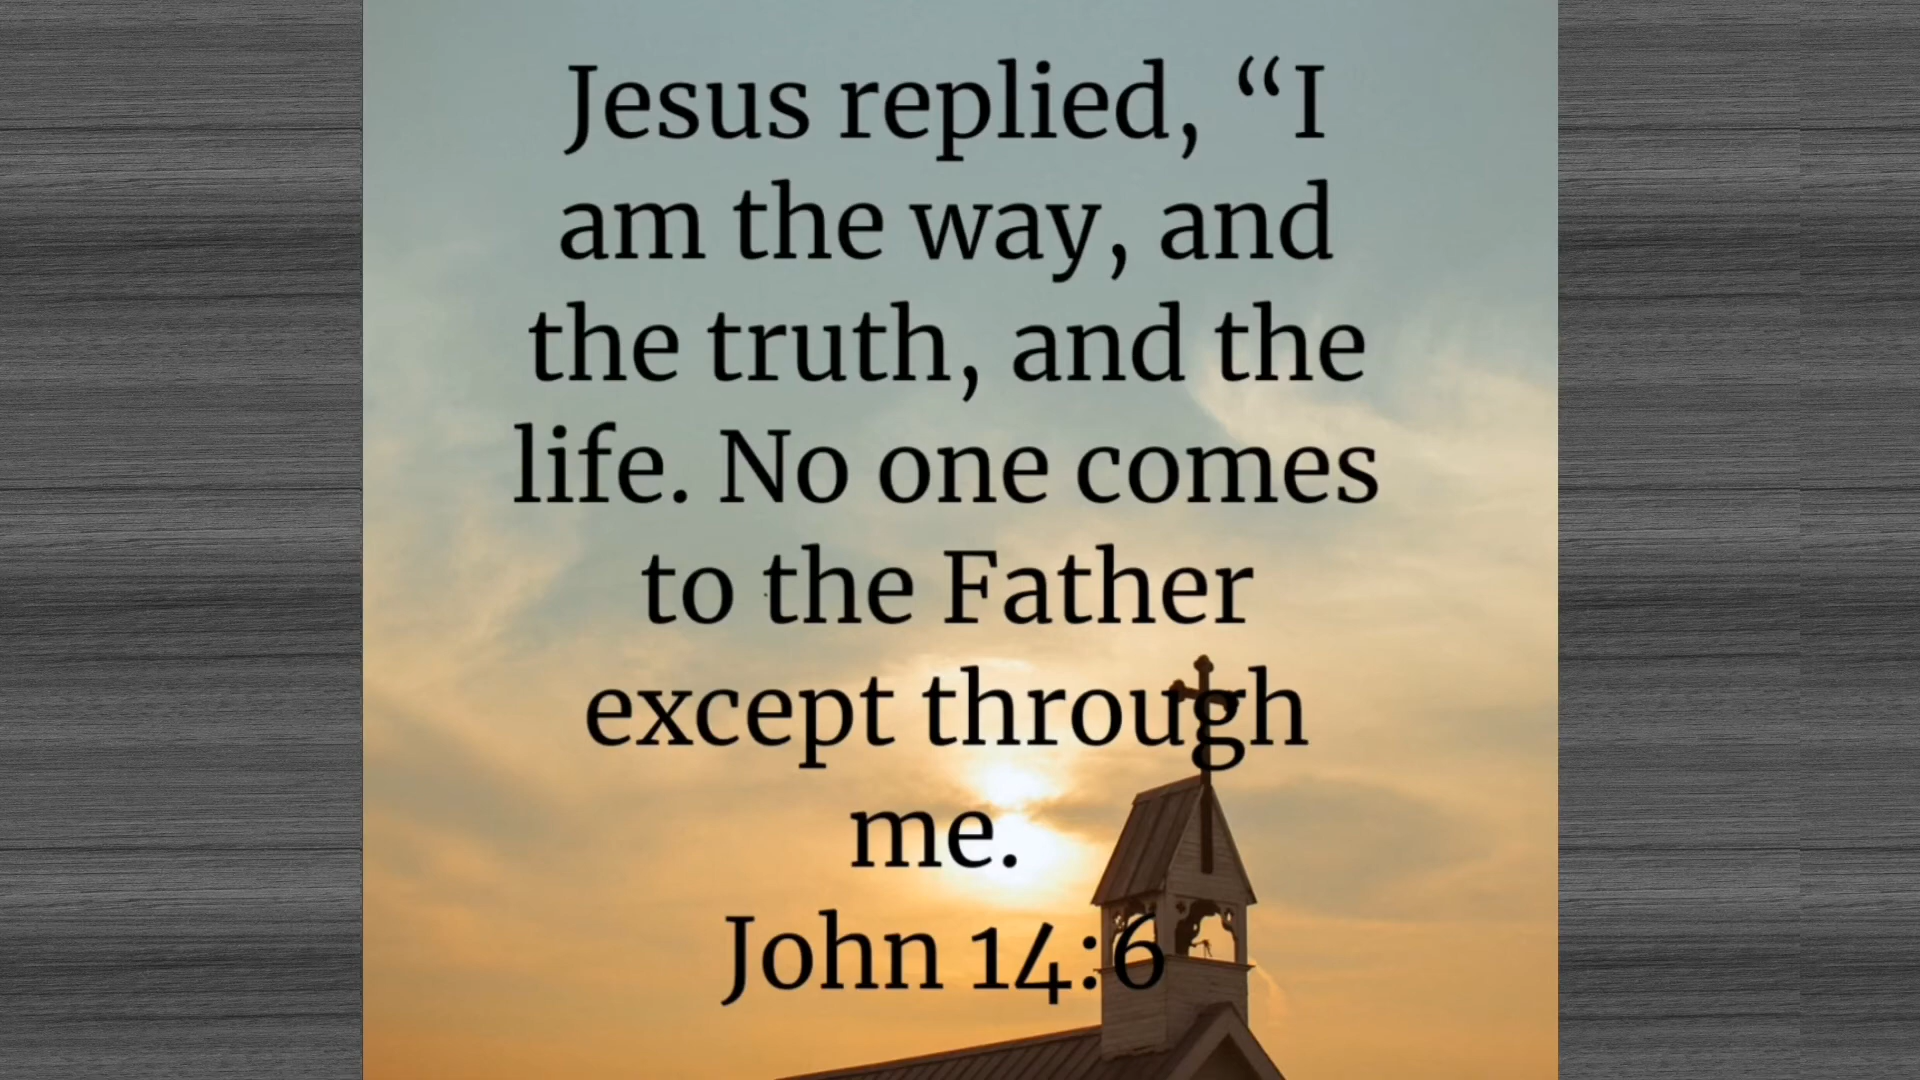 Jesus replied, “I
am the way, and
the truth, and the
life. No one comes
to the Father
except through
me.
John 14:6